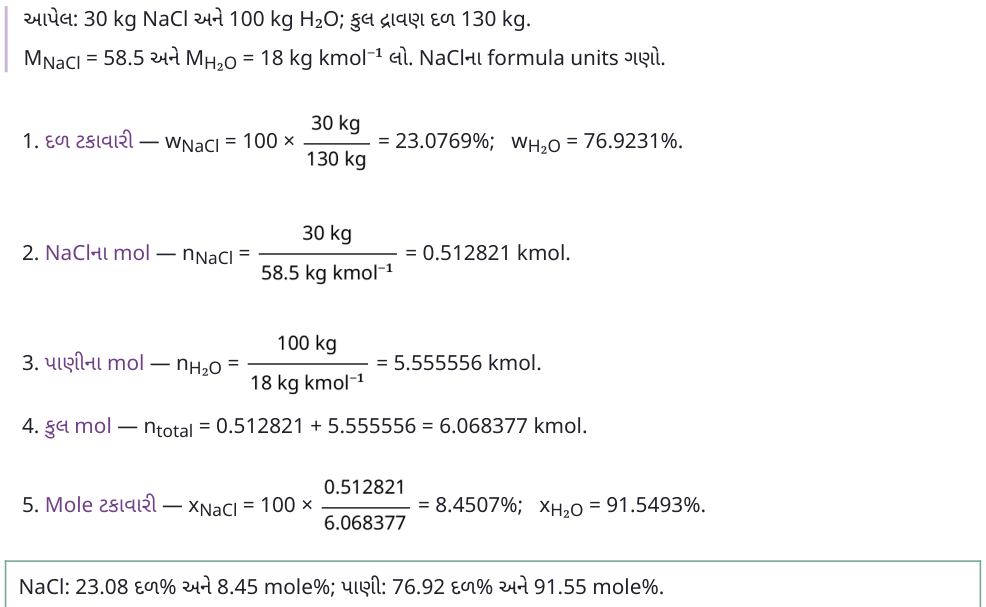 આપેલ: 30 kg NaCl અને 100 kg H₂O; કુલ દ્રાવણ દળ 130 kg.
M_NaCl = 58.5 અને M_H₂O = 18 kg kmol⁻¹ લો. NaClના formula units ગણો.
1. દળ ટકાવારી — w_NaCl = 100 × 30 kg / 130 kg = 23.0769%; w_H₂O = 76.9231%.
2. NaClના mol — n_NaCl = 30 kg / 58.5 kg kmol⁻¹ = 0.512821 kmol.
3. પાણીના mol — n_H₂O = 100 kg / 18 kg kmol⁻¹ = 5.555556 kmol.
4. કુલ mol — n_total = 0.512821 + 5.555556 = 6.068377 kmol.
5. Mole ટકાવારી — x_NaCl = 100 × 0.512821 / 6.068377 = 8.4507%; x_H₂O = 91.5493%.
NaCl: 23.08 દળ% અને 8.45 mole%; પાણી: 76.92 દળ% અને 91.55 mole%.